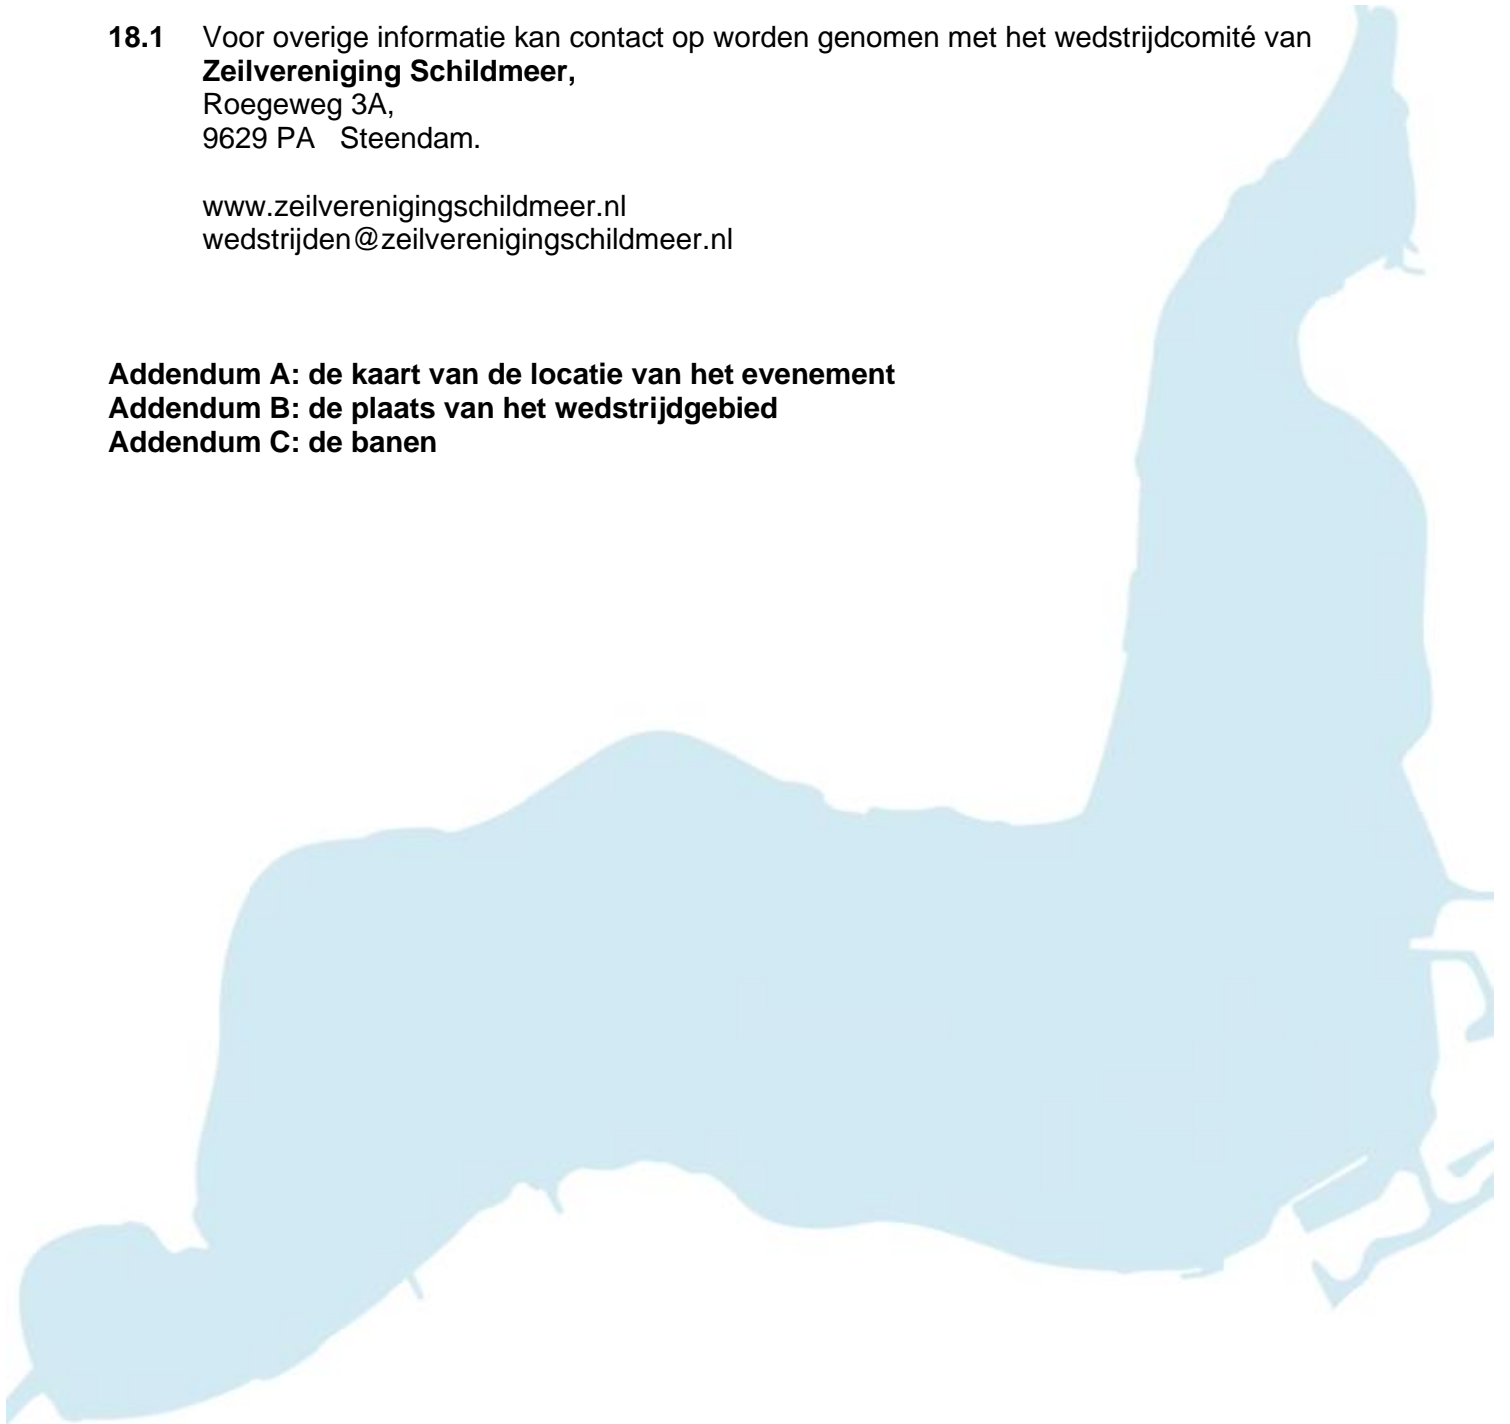 18.1 Voor overige informatie kan contact op worden genomen met het wedstrijdcomité van
Zeilvereniging Schildmeer,
Roegeweg 3A,
9629 PA Steendam.
www.zeilverenigingschildmeer.nl
wedstrijden@zeilverenigingschildmeer.nl
Addendum A: de kaart van de locatie van het evenement
Addendum B: de plaats van het wedstrijdgebied
Addendum C: de banen